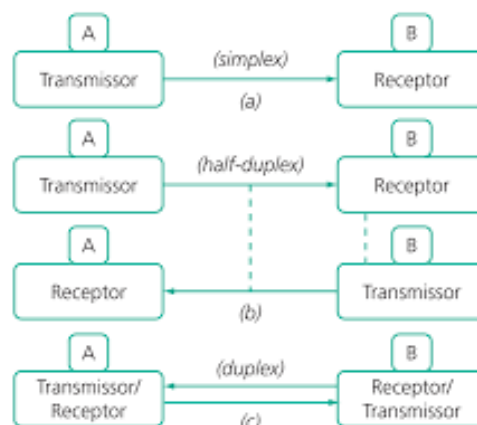 A B
Transmissor (simplex) Receptor
(a)
A B
Transmissor (half-duplex) Receptor
A B
Receptor (b) Transmissor
A B
Transmissor/ (duplex) Receptor/
Receptor (c) Transmissor